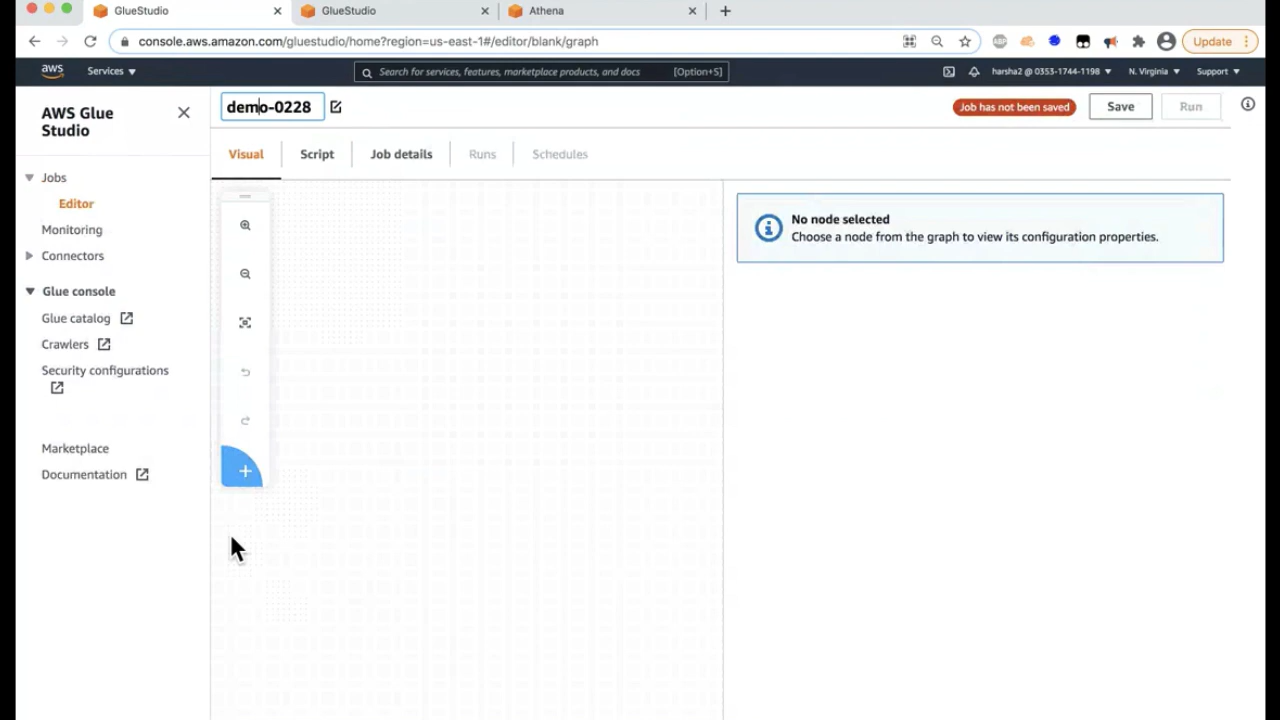 GlueStudio
GlueStudio
Athena
console.aws.amazon.com/gluestudio/home?region=us-east-1#/editor/blank/graph
ABP
Update
aws
Services
Search for services, features, marketplace products, and docs
[Option+S]
harsha2 @ 0353-1744-1198
N. Virginia
Support
AWS Glue
Studio
Jobs
Editor
Monitoring
Connectors
Glue console
Glue catalog
Crawlers
Security configurations
Marketplace
Documentation
demo-0228
Job has not been saved
Save
Run
Visual
Script
Job details
Runs
Schedules
No node selected
Choose a node from the graph to view its configuration properties.